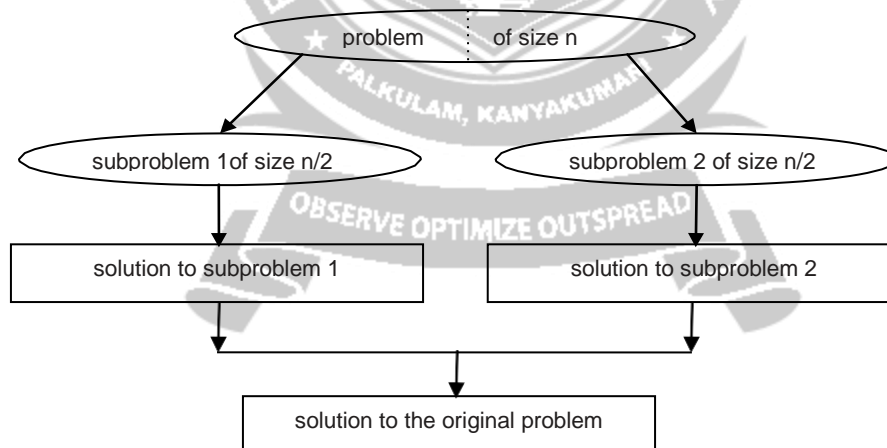 problem of size n
PALKULAM, KANYAKUMARI
subproblem 1of size n/2
subproblem 2 of size n/2
OBSERVE OPTIMIZE OUTSPREAD
solution to subproblem 1
solution to subproblem 2
solution to the original problem